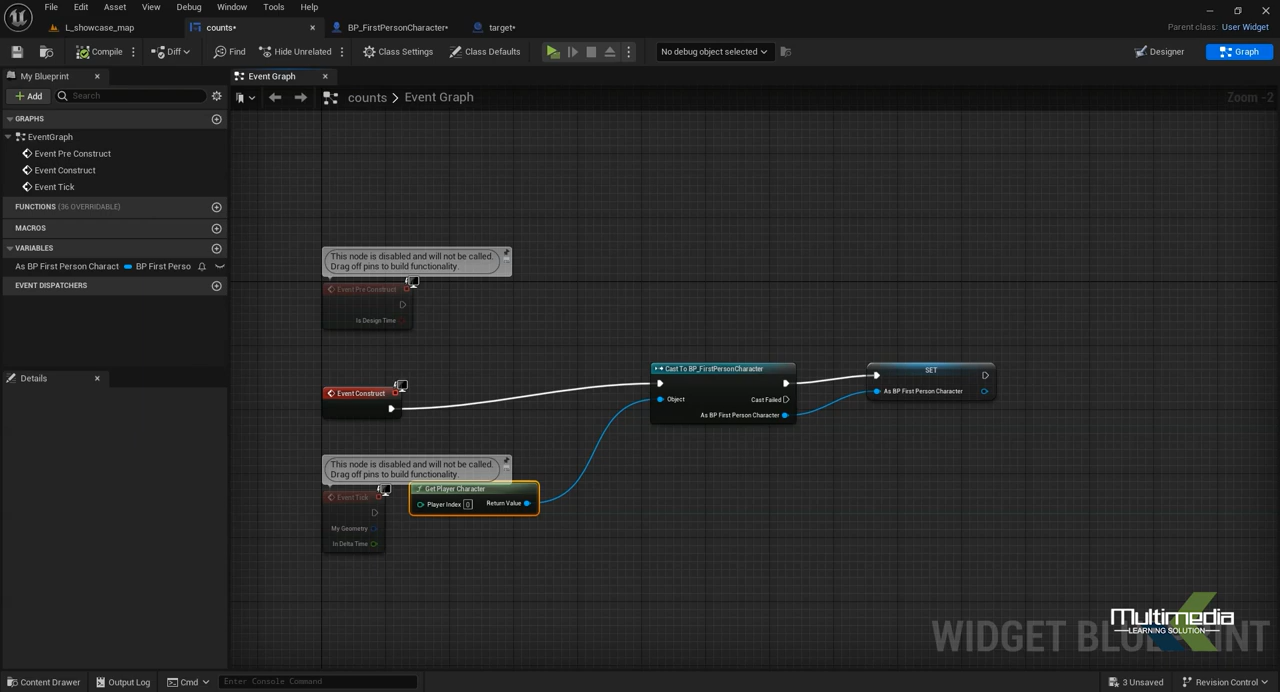 File Edit Asset View Debug Window Tools Help
L_showcase_map counts* BP_FirstPersonCharacter* target* Parent class: User Widget
Compile Diff Find Hide Unrelated Class Settings Class Defaults No debug object selected Designer Graph
My Blueprint Event Graph
Add Search counts > Event Graph Zoom -2
GRAPHS
EventGraph
Event Pre Construct
Event Construct
Event Tick
FUNCTIONS (36 OVERRIDABLE)
MACROS
VARIABLES
As BP First Person Charact BP First Perso
EVENT DISPATCHERS
Details
This node is disabled and will not be called.
Drag off pins to build functionality.
Event Pre Construct
Is Design Time
Event Construct
Cast To BP_FirstPersonCharacter
Object Cast Failed
As BP First Person Character
SET
As BP First Person Character
This node is disabled and will not be called.
Drag off pins to build functionality.
Event Tick
My Geometry
In Delta Time
Get Player Character
Player Index 0 Return Value
Multimedia
LEARNING SOLUTION
WIDGET BLUEPRINT
Content Drawer Output Log Cmd Enter Console Command 3 Unsaved Revision Control